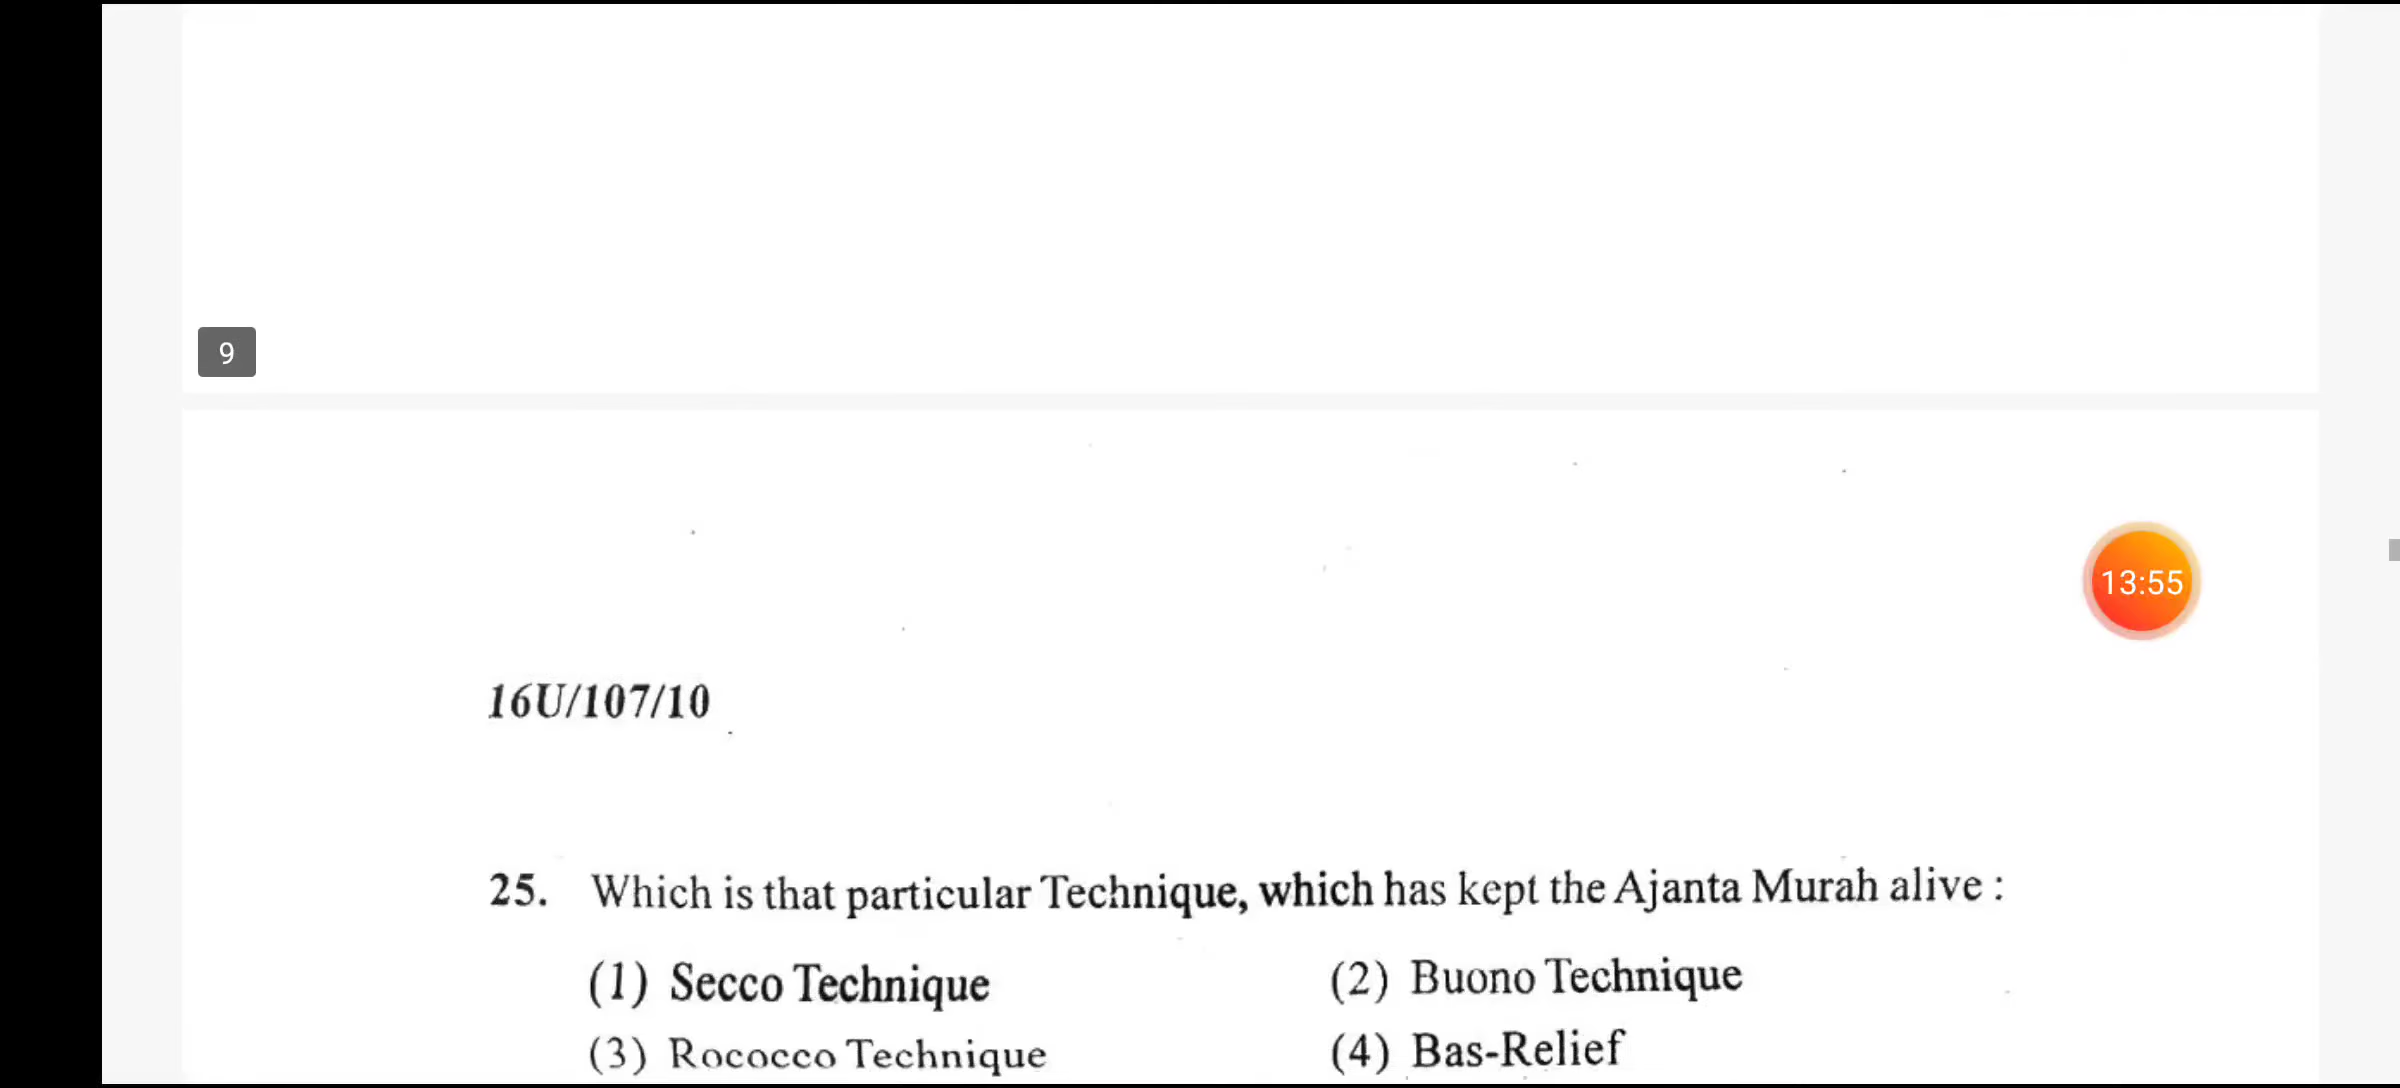 9
13:55
16U/107/10
25. Which is that particular Technique, which has kept the Ajanta Murah alive :
(1) Secco Technique (2) Buono Technique
(3) Rococco Technique (4) Bas-Relief